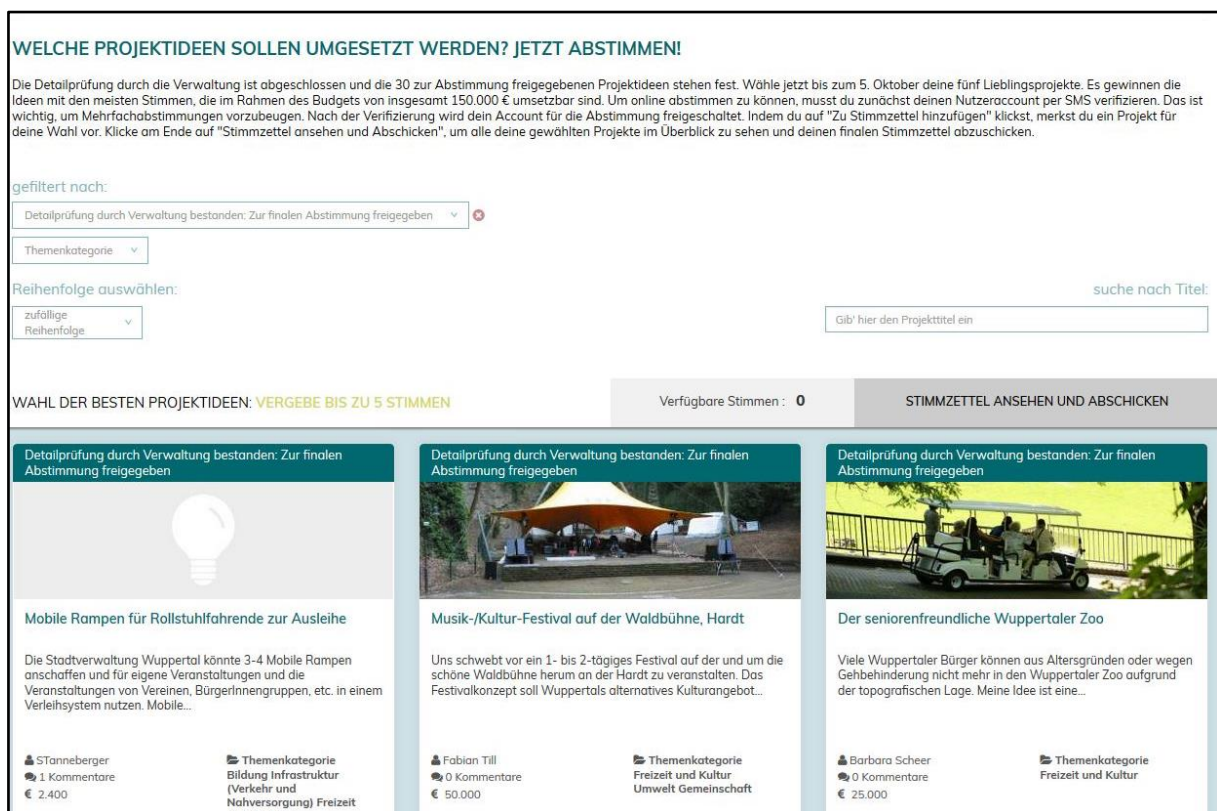 WELCHE PROJEKTIDEEN SOLLEN UMGESETZT WERDEN? JETZT ABSTIMMEN!
Die Detailprüfung durch die Verwaltung ist abgeschlossen und die 30 zur Abstimmung freigegebenen Projektideen stehen fest. Wähle jetzt bis zum 5. Oktober deine fünf Lieblingsprojekte. Es gewinnen die
Ideen mit den meisten Stimmen, die im Rahmen des Budgets von insgesamt 150.000 € umsetzbar sind. Um online abstimmen zu können, musst du zunächst deinen Nutzeraccount per SMS verifizieren. Das ist
wichtig, um Mehrfachabstimmungen vorzubeugen. Nach der Verifizierung wird dein Account für die Abstimmung freigeschaltet. Indem du auf "Zu Stimmzettel hinzufügen" klickst, merkst du ein Projekt für
deine Wahl vor. Klicke am Ende auf "Stimmzettel ansehen und Abschicken", um alle deine gewählten Projekte im Überblick zu sehen und deinen finalen Stimmzettel abzuschicken.
gefiltert nach:
Detailprüfung durch Verwaltung bestanden: Zur finalen Abstimmung freigegeben
Themenkategorie
Reihenfolge auswählen:
zufällige
Reihenfolge
suche nach Titel:
Gib' hier den Projekttitel ein
WAHL DER BESTEN PROJEKTIDEEN: VERGEBE BIS ZU 5 STIMMEN
Verfügbare Stimmen : 0
STIMMZETTEL ANSEHEN UND ABSCHICKEN
Detailprüfung durch Verwaltung bestanden: Zur finalen
Abstimmung freigegeben
Mobile Rampen für Rollstuhlfahrende zur Ausleihe
Die Stadtverwaltung Wuppertal könnte 3-4 Mobile Rampen
anschaffen und für eigene Veranstaltungen und die
Veranstaltungen von Vereinen, BürgerInnengruppen, etc. in einem
Verleihsystem nutzen. Mobile...
STanneberger
1 Kommentare
€ 2.400
Themenkategorie
Bildung Infrastruktur
(Verkehr und
Nahversorgung) Freizeit
Detailprüfung durch Verwaltung bestanden: Zur finalen
Abstimmung freigegeben
Musik-/Kultur-Festival auf der Waldbühne, Hardt
Uns schwebt vor ein 1- bis 2-tägiges Festival auf der und um die
schöne Waldbühne herum an der Hardt zu veranstalten. Das
Festivalkonzept soll Wuppertals alternatives Kulturangebot...
Fabian Till
0 Kommentare
€ 50.000
Themenkategorie
Freizeit und Kultur
Umwelt Gemeinschaft
Detailprüfung durch Verwaltung bestanden: Zur finalen
Abstimmung freigegeben
Der seniorenfreundliche Wuppertaler Zoo
Viele Wuppertaler Bürger können aus Altersgründen oder wegen
Gehbehinderung nicht mehr in den Wuppertaler Zoo aufgrund
der topografischen Lage. Meine Idee ist eine...
Barbara Scheer
0 Kommentare
€ 25.000
Themenkategorie
Freizeit und Kultur